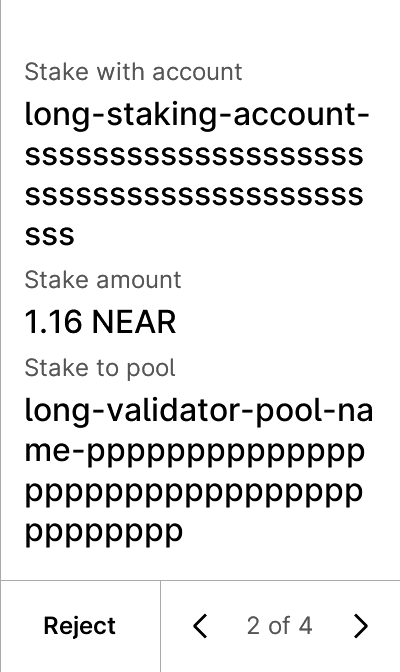 Stake with account
long-staking-account-
ssssssssssssssssssss
ssssssssssssssssssss
sss
Stake amount
1.16 NEAR
Stake to pool
long-validator-pool-na
me-pppppppppppppp
pppppppppppppppppp
pppppppp
Reject
2 of 4